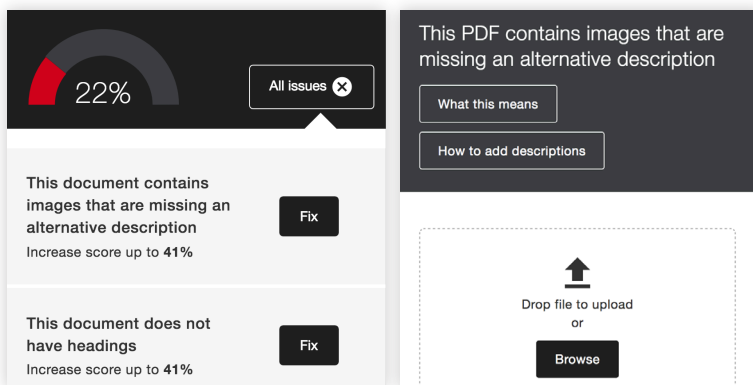 22%
All issues
This document contains
images that are missing an
alternative description
Increase score up to 41%
Fix
This document does not
have headings
Increase score up to 41%
Fix
This PDF contains images that are
missing an alternative description
What this means
How to add descriptions
Drop file to upload
or
Browse